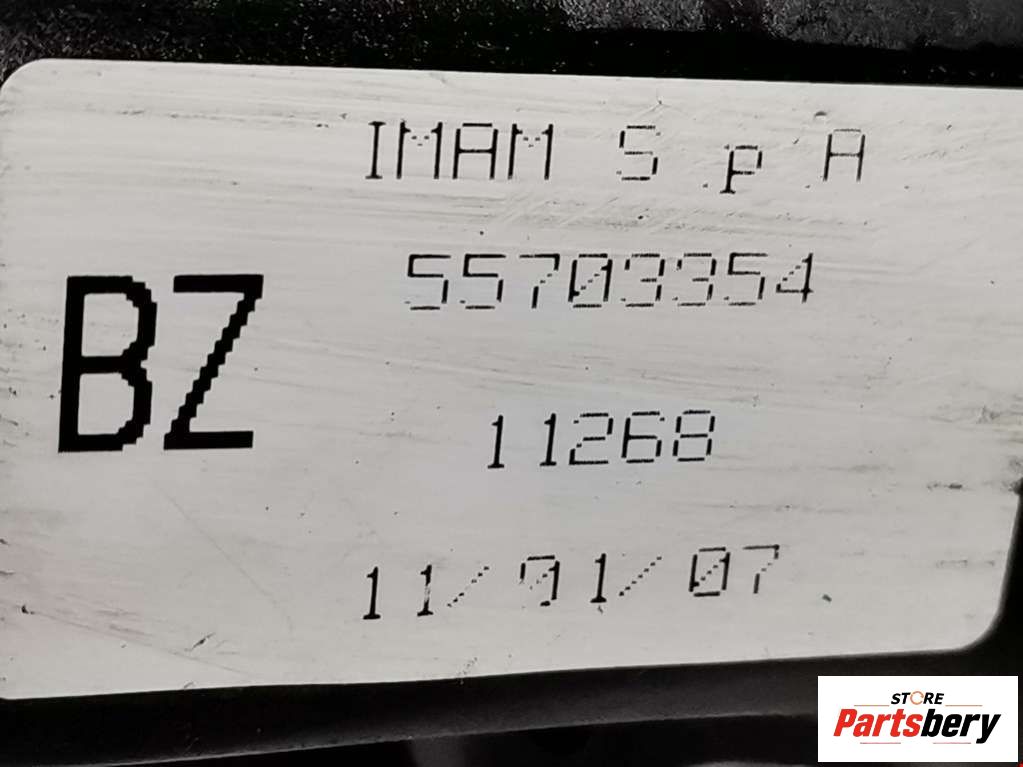 IMAM S.p.A.
BZ
55703354
11268
11/01/07
STORE
Partsbery